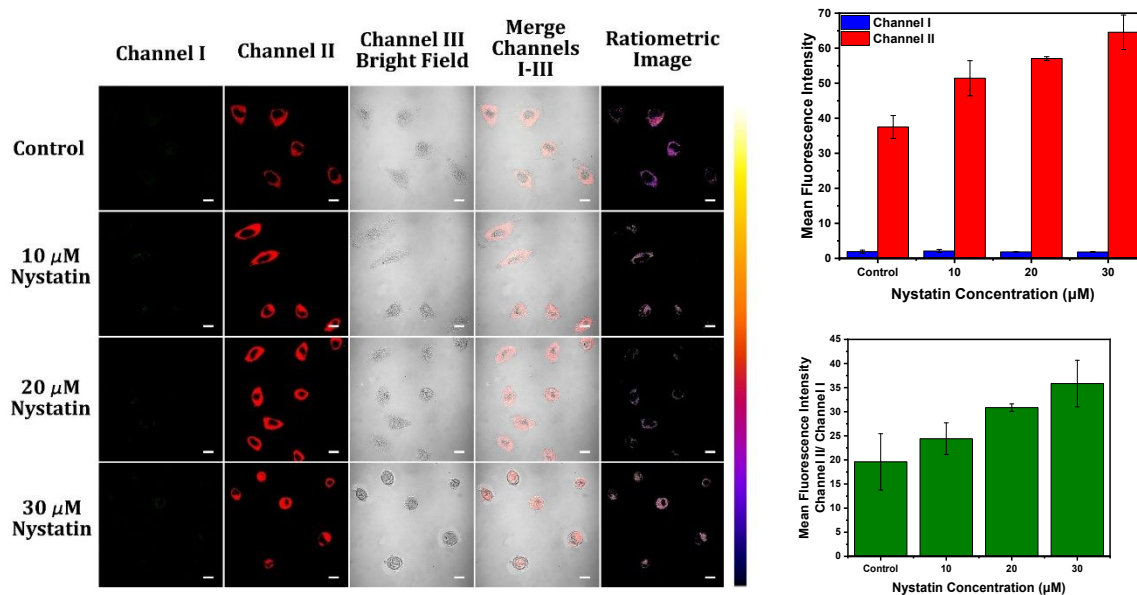 Channel I
Channel II
Channel III
Bright Field
Merge
Channels
I-III
Ratiometric
Image
Control
10 μM
Nystatin
20 μM
Nystatin
30 μM
Nystatin
70
60
50
40
30
20
10
0
Mean Fluorescence Intensity
Channel I
Channel II
Control
10
20
30
Nystatin Concentration (µM)
45
40
35
30
25
20
15
10
5
0
Mean Fluorescence Intensity
Channel II/ Channel I
Control
10
20
30
Nystatin Concentration (µM)